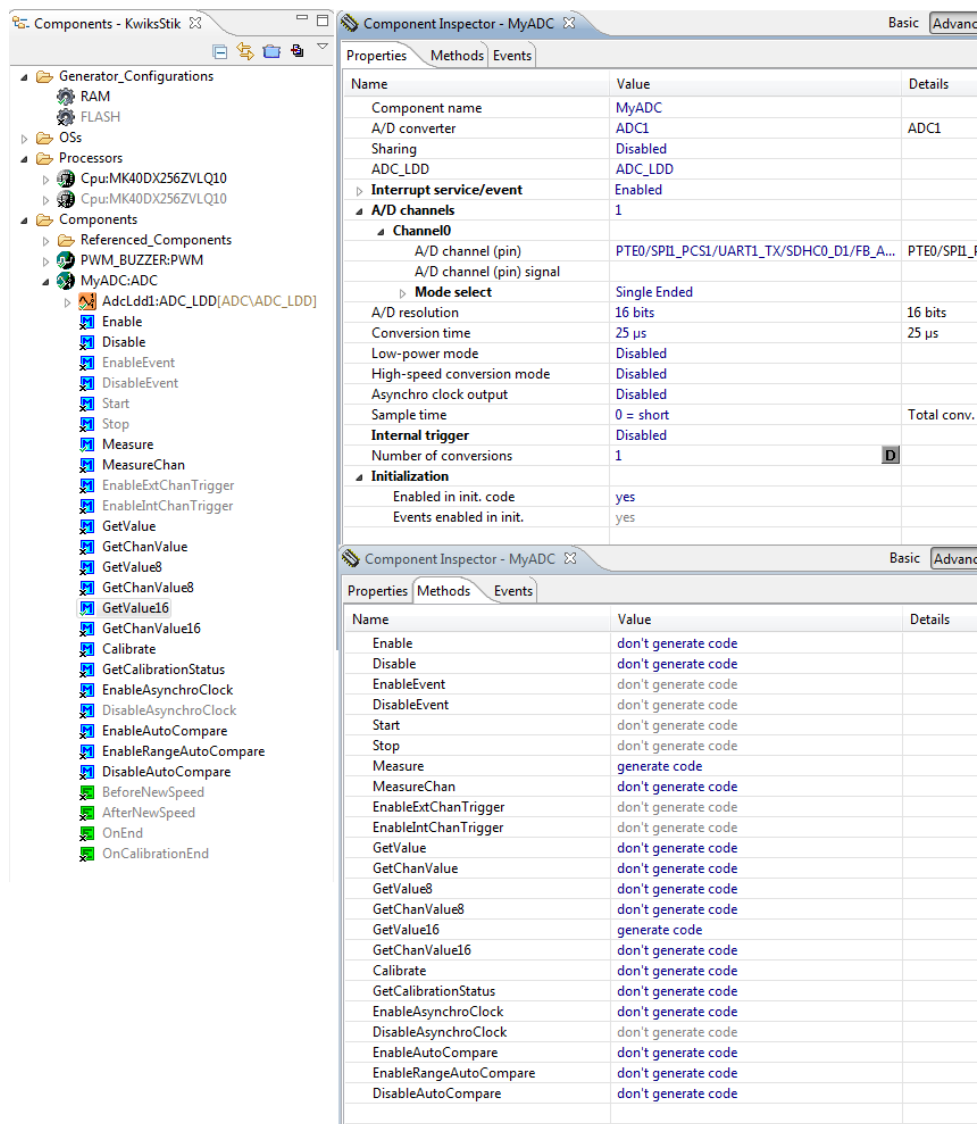 Components - KwiksStik
Generator_Configurations
RAM
FLASH
OSs
Processors
Cpu:MK40DX256ZVLQ10
Cpu:MK40DX256ZVLQ10
Components
Referenced_Components
PWM_BUZZER:PWM
MyADC:ADC
AdcLdd1:ADC_LDD[ADC\ADC_LDD]
Enable
Disable
EnableEvent
DisableEvent
Start
Stop
Measure
MeasureChan
EnableExtChanTrigger
EnableIntChanTrigger
GetValue
GetChanValue
GetValue8
GetChanValue8
GetValue16
GetChanValue16
Calibrate
GetCalibrationStatus
EnableAsynchroClock
DisableAsynchroClock
EnableAutoCompare
EnableRangeAutoCompare
DisableAutoCompare
BeforeNewSpeed
AfterNewSpeed
OnEnd
OnCalibrationEnd
Component Inspector - MyADC Basic Advanc
Properties Methods Events
Name Value Details
Component name MyADC
A/D converter ADC1 ADC1
Sharing Disabled
ADC_LDD ADC_LDD
Interrupt service/event Enabled
A/D channels 1
Channel0
A/D channel (pin) PTE0/SPI1_PCS1/UART1_TX/SDHC0_D1/FB_A... PTE0/SPI1_P
A/D channel (pin) signal
Mode select Single Ended
A/D resolution 16 bits 16 bits
Conversion time 25 µs 25 µs
Low-power mode Disabled
High-speed conversion mode Disabled
Asynchro clock output Disabled
Sample time 0 = short Total conv.
Internal trigger Disabled
Number of conversions 1 D
Initialization
Enabled in init. code yes
Events enabled in init. yes
Component Inspector - MyADC Basic Advanc
Properties Methods Events
Name Value Details
Enable don't generate code
Disable don't generate code
EnableEvent don't generate code
DisableEvent don't generate code
Start don't generate code
Stop don't generate code
Measure generate code
MeasureChan don't generate code
EnableExtChanTrigger don't generate code
EnableIntChanTrigger don't generate code
GetValue don't generate code
GetChanValue don't generate code
GetValue8 don't generate code
GetChanValue8 don't generate code
GetValue16 generate code
GetChanValue16 don't generate code
Calibrate don't generate code
GetCalibrationStatus don't generate code
EnableAsynchroClock don't generate code
DisableAsynchroClock don't generate code
EnableAutoCompare don't generate code
EnableRangeAutoCompare don't generate code
DisableAutoCompare don't generate code